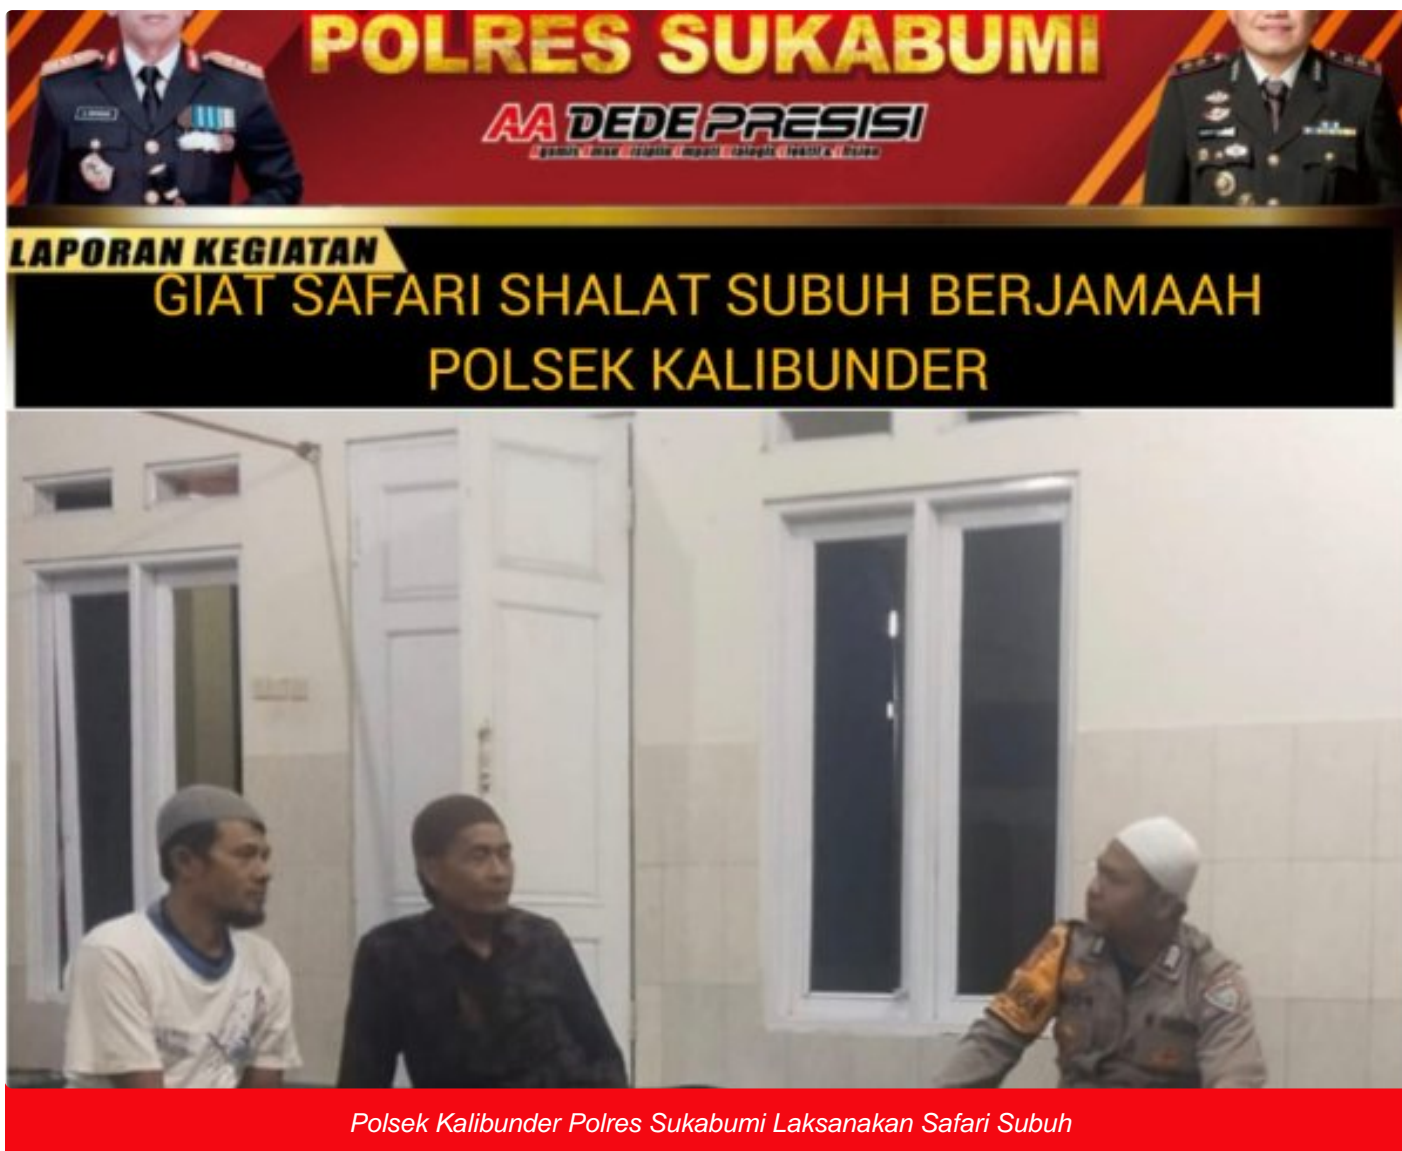 POLRES SUKABUMI
AA DEDE PRESISI
LAPORAN KEGIATAN
GIAT SAFARI SHALAT SUBUH BERJAMAAH
POLSEK KALIBUNDER
Polsek Kalibunder Polres Sukabumi Laksanakan Safari Subuh